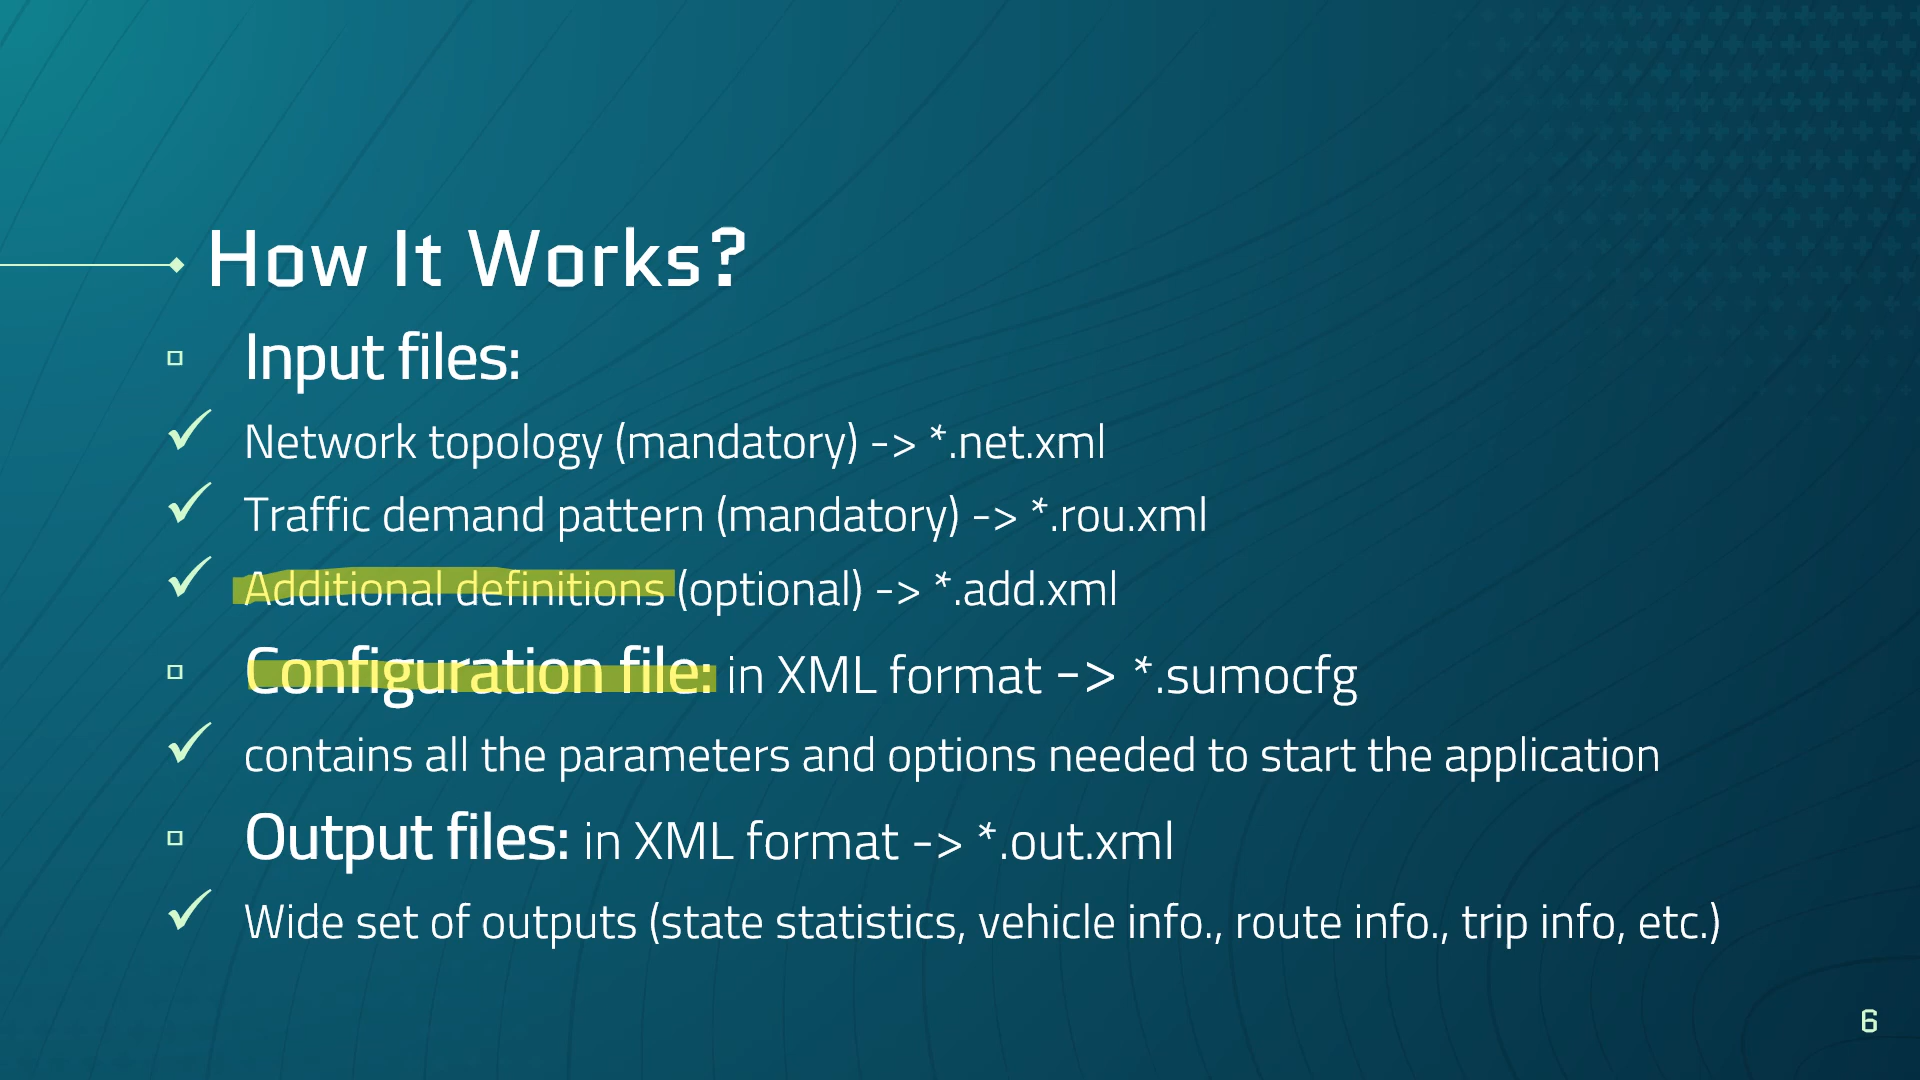 How It Works?
Input files:
Network topology (mandatory) -> *.net.xml
Traffic demand pattern (mandatory) -> *.rou.xml
Additional definitions (optional) -> *.add.xml
Configuration file: in XML format -> *.sumocfg
contains all the parameters and options needed to start the application
Output files: in XML format -> *.out.xml
Wide set of outputs (state statistics, vehicle info., route info., trip info, etc.)
6